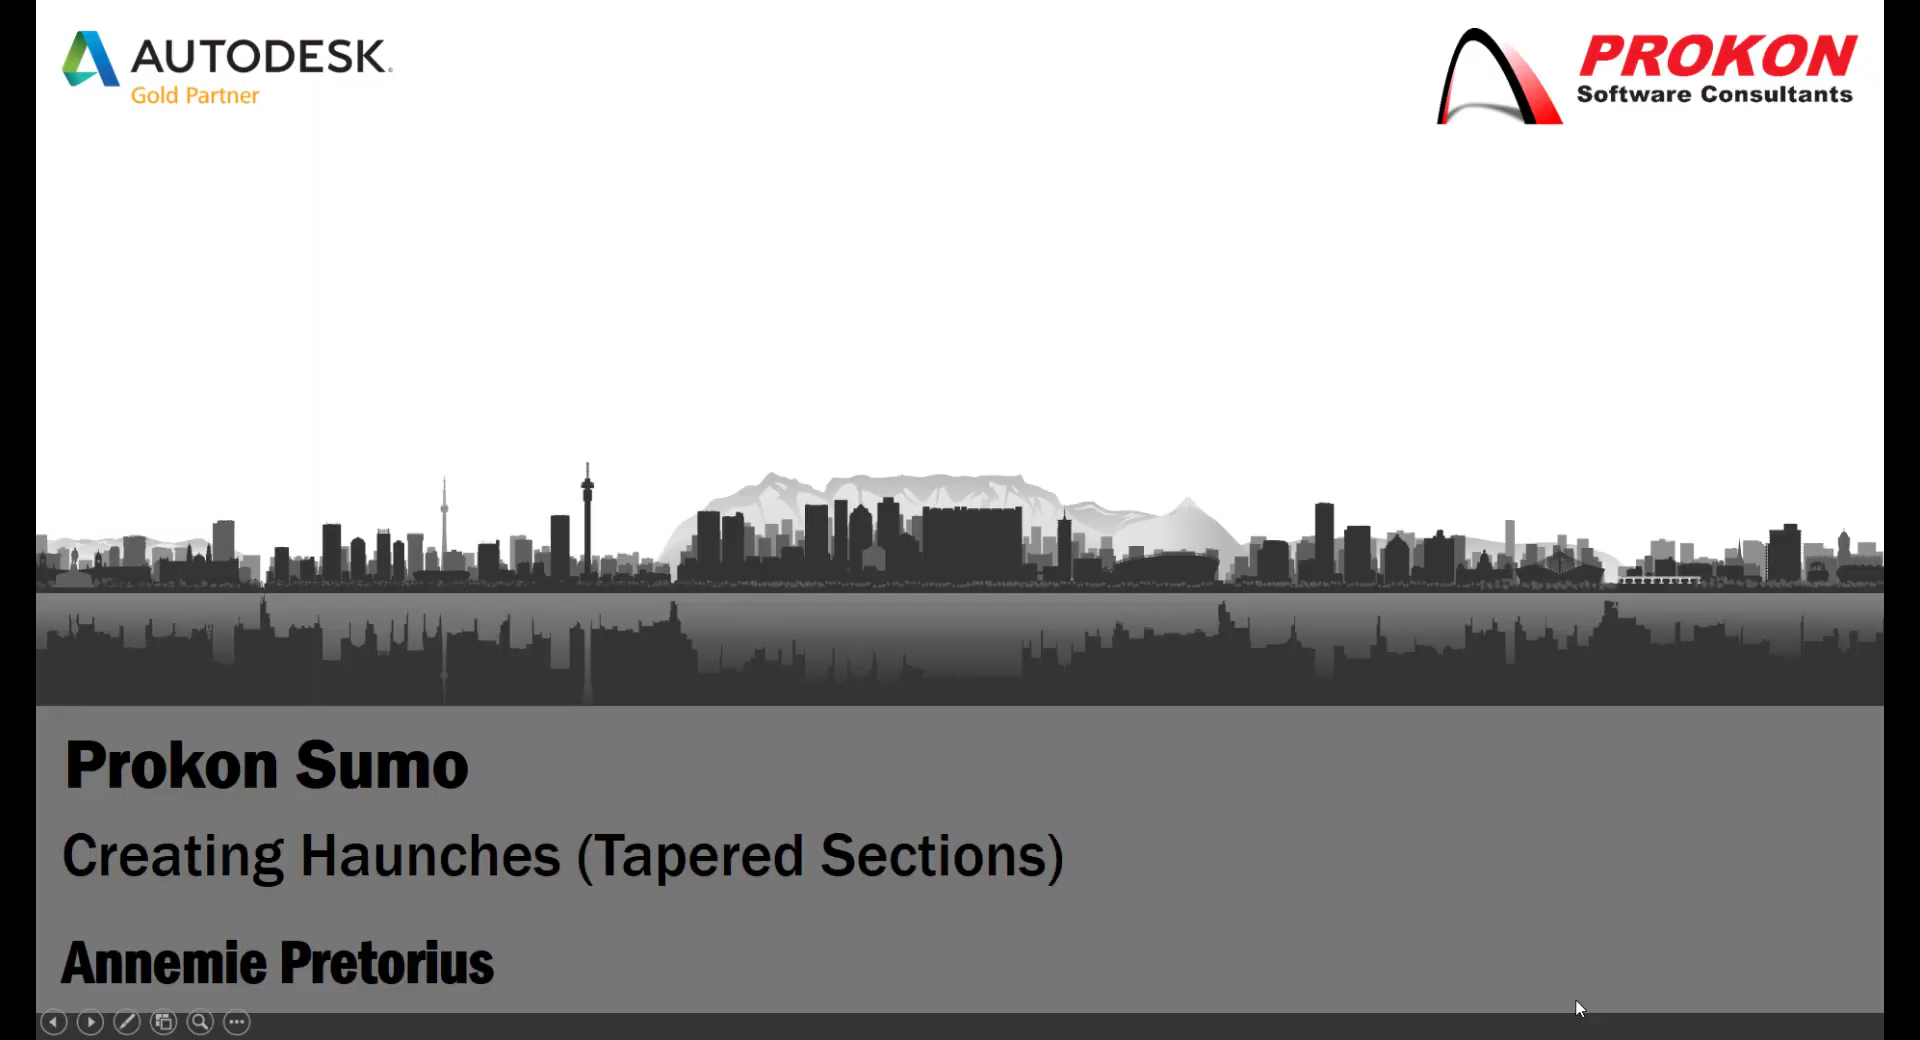 AUTODESK.
Gold Partner
PROKON
Software Consultants
Prokon Sumo
Creating Haunches (Tapered Sections)
Annemie Pretorius